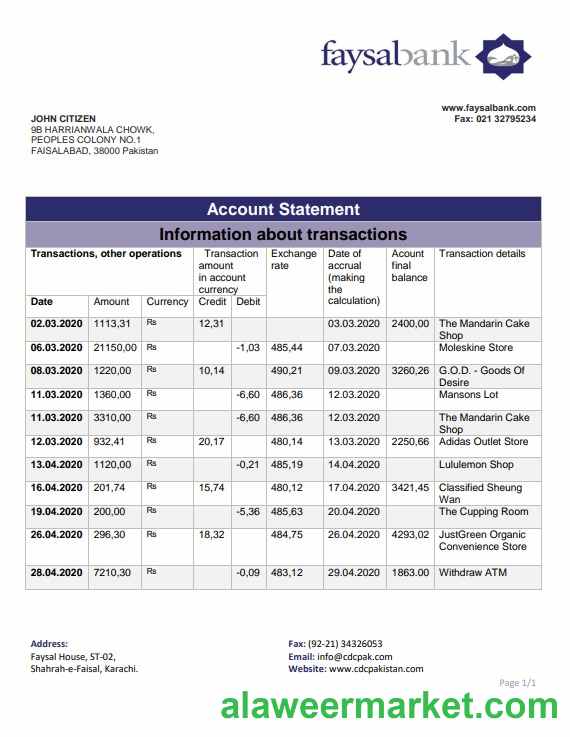 faysalbank
www.faysalbank.com
Fax: 021 32795234
JOHN CITIZEN
9B HARRIANWALA CHOWK,
PEOPLES COLONY NO.1
FAISALABAD, 38000 Pakistan
Account Statement
Information about transactions
Transactions, other operations
Transaction
amount
in account
currency
Exchange
rate
Date of
accrual
(making
the
calculation)
Acount
final
balance
Transaction details
Date Amount Currency Credit Debit
02.03.2020 1113,31 Rs 12,31 03.03.2020 2400,00 The Mandarin Cake
Shop
06.03.2020 21150,00 Rs -1,03 485,44 07.03.2020 Moleskine Store
08.03.2020 1220,00 Rs 10,14 490,21 09.03.2020 3260,26 G.O.D. - Goods Of
Desire
11.03.2020 1360,00 Rs -6,60 486,36 12.03.2020 Mansons Lot
11.03.2020 3310,00 Rs -6,60 486,36 12.03.2020 The Mandarin Cake
Shop
12.03.2020 932,41 Rs 20,17 480,14 13.03.2020 2250,66 Adidas Outlet Store
13.04.2020 1120,00 Rs -0,21 485,19 14.04.2020 Lululemon Shop
16.04.2020 201,74 Rs 15,74 480,12 17.04.2020 3421,45 Classified Sheung
Wan
19.04.2020 200,00 Rs -5,36 485,63 20.04.2020 The Cupping Room
26.04.2020 296,30 Rs 18,32 484,75 26.04.2020 4293,02 JustGreen Organic
Convenience Store
28.04.2020 7210,30 Rs -0,09 483,12 29.04.2020 1863.00 Withdraw ATM
Address:
Faysal House, ST-02,
Shahrah-e-Faisal, Karachi.
Fax: (92-21) 34326053
Email: info@cdcpak.com
Website: www.cdcpakistan.com
Page 1/1
alaweermarket.com